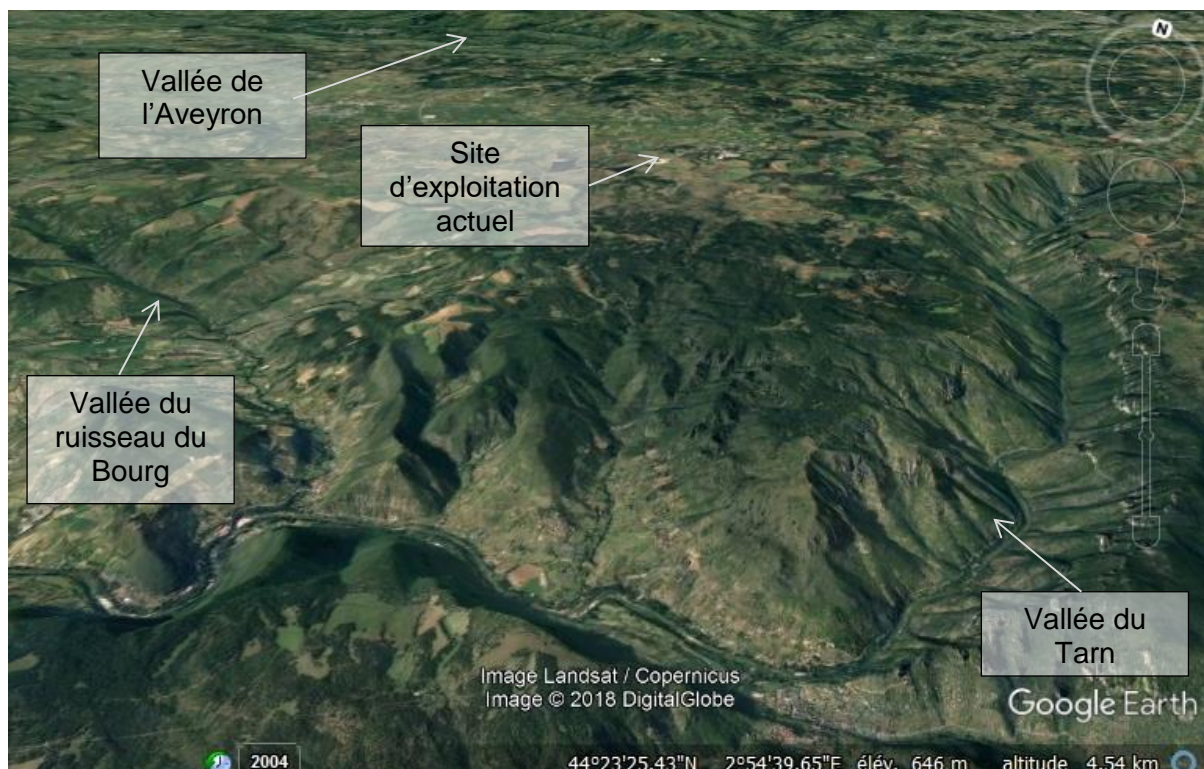 N
Vallée de
l'Aveyron
Site
d'exploitation
actuel
Vallée du
ruisseau du
Bourg
Vallée du
Tarn
Image Landsat / Copernicus
Image © 2018 DigitalGlobe
Google Earth
2004
44°23'25.43"N 2°54'39.65"E élév. 646 m altitude 4.54 km